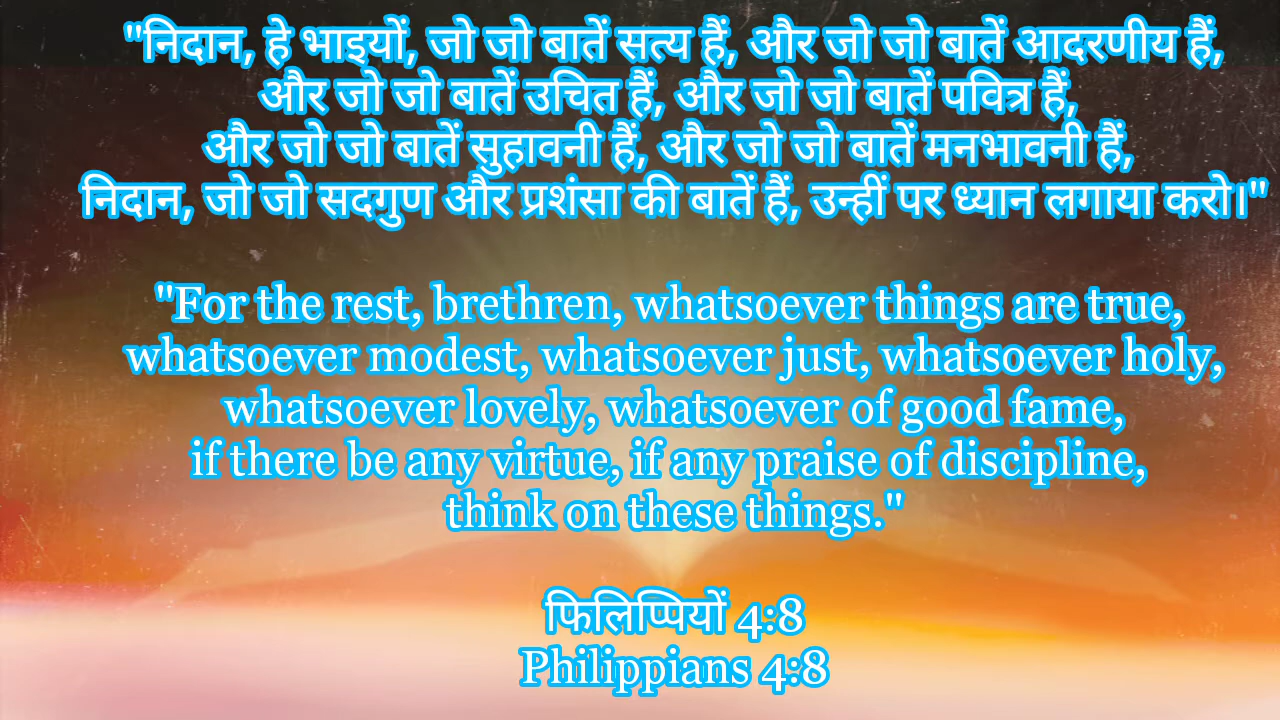 "निदान, हे भाइयों, जो जो बातें सत्य हैं, और जो जो बातें आदरणीय हैं,
और जो जो बातें उचित हैं, और जो जो बातें पवित्र हैं,
और जो जो बातें सुहावनी हैं, और जो जो बातें मनभावनी हैं,
निदान, जो जो सदगुण और प्रशंसा की बातें हैं, उन्हीं पर ध्यान लगाया करो।"
"For the rest, brethren, whatsoever things are true,
whatsoever modest, whatsoever just, whatsoever holy,
whatsoever lovely, whatsoever of good fame,
if there be any virtue, if any praise of discipline,
think on these things."
फिलिप्पियों 4:8
Philippians 4:8